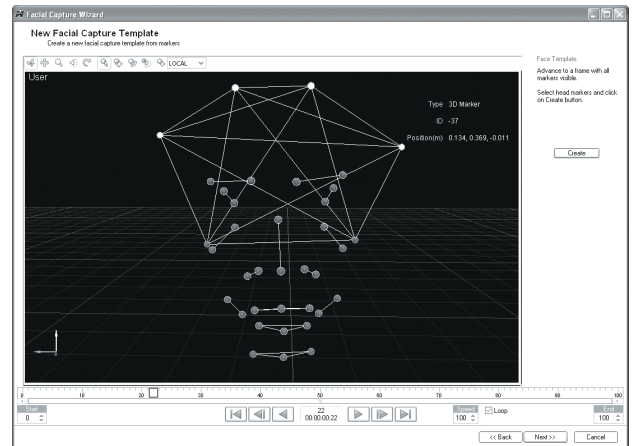 Facial Capture Wizard
New Facial Capture Template
Create a new facial capture template from markers
LOCAL
Face Template
Advance to a frame with all
markers visible.
Select head markers and click
on Create button.
Create
User
Type 3D Marker
ID -37
Position(m) 0.134, 0.369, -0.011
0 10 20 30 40 50 60 70 80 90 100
Start
0
22
00:00:00:22
Speed
100
Loop
End
100
<< Back
Next >>
Cancel